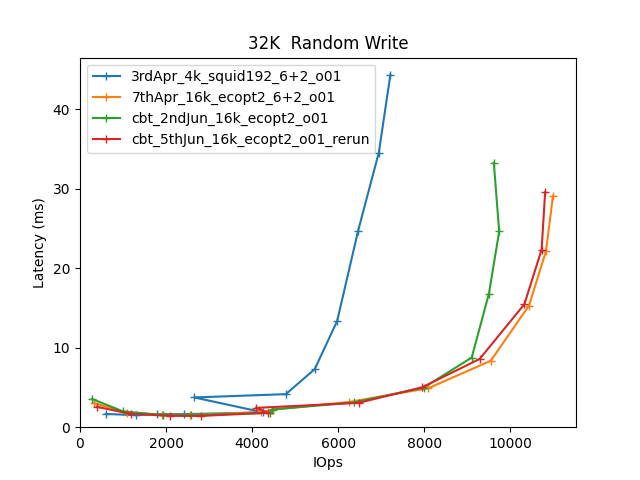 32K  Random Write
3rdApr_4k_squid192_6+2_o01
7thApr_16k_ecopt2_6+2_o01
cbt_2ndJun_16k_ecopt2_o01
cbt_5thJun_16k_ecopt2_o01_rerun
Latency (ms)
40
30
20
10
0
0 2000 4000 6000 8000 10000
IOps